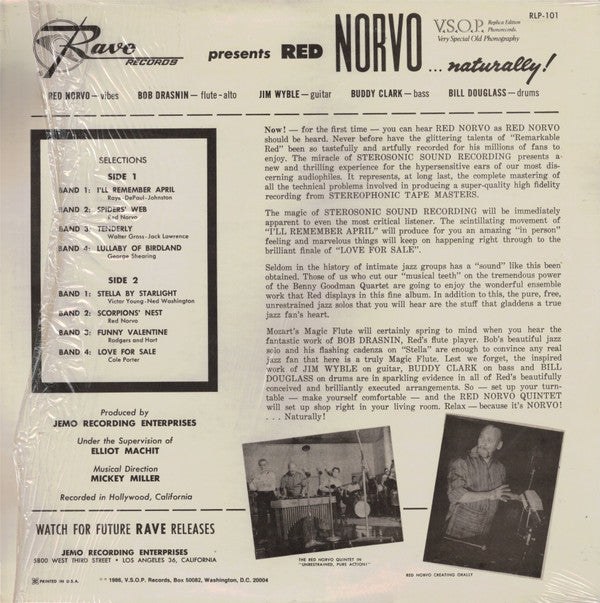 Rave
RECORDS
presents RED NORVO
... naturally!
V.S.O.P. Replica Edition
Phonorecords.
Very Special Old Phonography
RLP-101
RED NORVO — vibes BOB DRASNIN — flute-alto JIM WYBLE — guitar BUDDY CLARK — bass BILL DOUGLASS — drums
SELECTIONS
SIDE 1
BAND 1: I'LL REMEMBER APRIL
Raye-DePaul-Johnston
BAND 2: SPIDERS' WEB
Red Norvo
BAND 3: TENDERLY
Walter Gross-Jack Lawrence
BAND 4: LULLABY OF BIRDLAND
George Shearing
SIDE 2
BAND 1: STELLA BY STARLIGHT
Victor Young-Ned Washington
BAND 2: SCORPIONS' NEST
Red Norvo
BAND 3: FUNNY VALENTINE
Rodgers and Hart
BAND 4: LOVE FOR SALE
Cole Porter
Produced by
JEMO RECORDING ENTERPRISES
Under the Supervision of
ELLIOT MACHIT
Musical Direction
MICKEY MILLER
Recorded in Hollywood, California
WATCH FOR FUTURE RAVE RELEASES
JEMO RECORDING ENTERPRISES
5800 WEST THIRD STREET • LOS ANGELES 36, CALIFORNIA
PRINTED IN U.S.A.
1986, V.S.O.P. Records, Box 50082, Washington, D.C. 20004
Now! — for the first time — you can hear RED NORVO as RED NORVO
should be heard. Never before have the glittering talents of "Remarkable
Red" been so tastefully and artfully recorded for his millions of fans to
enjoy. The miracle of STEROSONIC SOUND RECORDING presents a
new and thrilling experience for the hypersensitive ears of our most dis-
cerning audiophiles. It represents, at long last, the complete mastering of
all the technical problems involved in producing a super-quality high fidelity
recording from STEREOPHONIC TAPE MASTERS.
The magic of STEROSONIC SOUND RECORDING will be immediately
apparent to even the most critical listener. The scintillating movement of
"I'LL REMEMBER APRIL" will produce for you an amazing "in person"
feeling and marvelous things will keep on happening right through to the
brilliant finale of "LOVE FOR SALE".
Seldom in the history of intimate jazz groups has a "sound" like this been
obtained. Those of us who cut our "musical teeth" on the tremendous power
of the Benny Goodman Quartet are going to enjoy the wonderful ensemble
work that Red displays in this fine album. In addition to this, the pure, free,
unrestrained jazz solos that you will hear are the stuff that gladdens a true
jazz fan's heart.
Mozart's Magic Flute will certainly spring to mind when you hear the
fantastic work of BOB DRASNIN, Red's flute player. Bob's beautiful jazz
solo and his flashing cadenza on "Stella" are enough to convince any real
jazz fan that here is a truly Magic Flute. Lest we forget, the inspired
work of JIM WYBLE on guitar, BUDDY CLARK on bass and BILL
DOUGLASS on drums are in sparkling evidence in all of Red's beautifully
conceived and brilliantly executed arrangements. So — set up your turn-
table — make yourself comfortable — and the RED NORVO QUINTET
will set up shop right in your living room. Relax — because it's NORVO!
. . . . Naturally!
THE RED NORVO QUINTET IN
"UNRESTRAINED, PURE ACTION!"
RED NORVO CREATING ORALLY